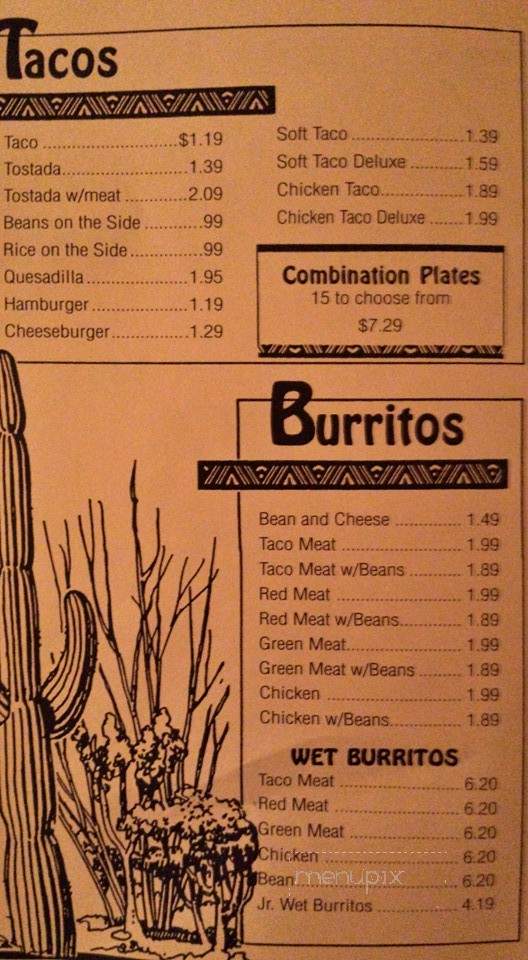 Tacos
Taco ............................$1.19
Tostada..........................1.39
Tostada w/meat .............2.09
Beans on the Side ............99
Rice on the Side...............99
Quesadilla.....................1.95
Hamburger ....................1.19
Cheeseburger.................1.29
Soft Taco .........................1.39
Soft Taco Deluxe ...........1.59
Chicken Taco..................1.89
Chicken Taco Deluxe .......1.99
Combination Plates
15 to choose from
$7.29
Burritos
Bean and Cheese .............. 1.49
Taco Meat .......................... 1.99
Taco Meat w/Beans ........... 1.89
Red Meat ........................... 1.99
Red Meat w/Beans............. 1.89
Green Meat......................... 1.99
Green Meat w/Beans ......... 1.89
Chicken ............................. 1.99
Chicken w/Beans................ 1.89
WET BURRITOS
Taco Meat .......................... 6.20
Red Meat ........................... 6.20
Green Meat ........................ 6.20
Chicken ............................. 6.20
Bean.................................. 6.20
Jr. Wet Burritos .................. 4.19
menupix